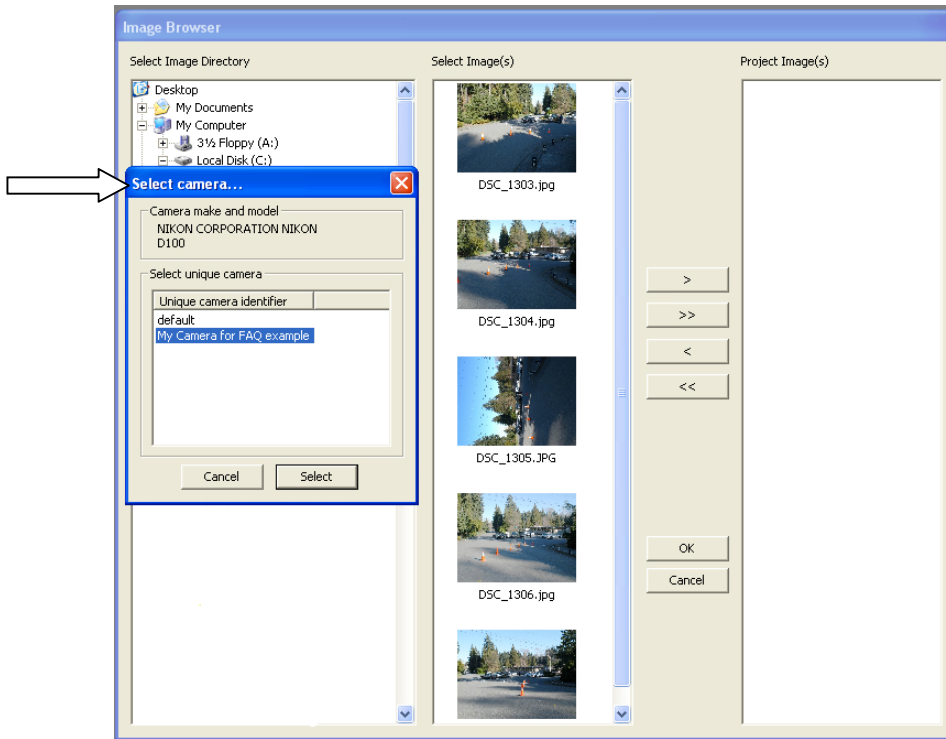 Image Browser
Select Image Directory
Desktop
My Documents
My Computer
3½ Floppy (A:)
Local Disk (C:)
Select camera...
Camera make and model
NIKON CORPORATION NIKON
D100
Select unique camera
Unique camera identifier
default
My Camera for FAQ example
Cancel
Select
Select Image(s)
DSC_1303.jpg
DSC_1304.jpg
DSC_1305.JPG
DSC_1306.jpg
>
>>
<
<<
OK
Cancel
Project Image(s)